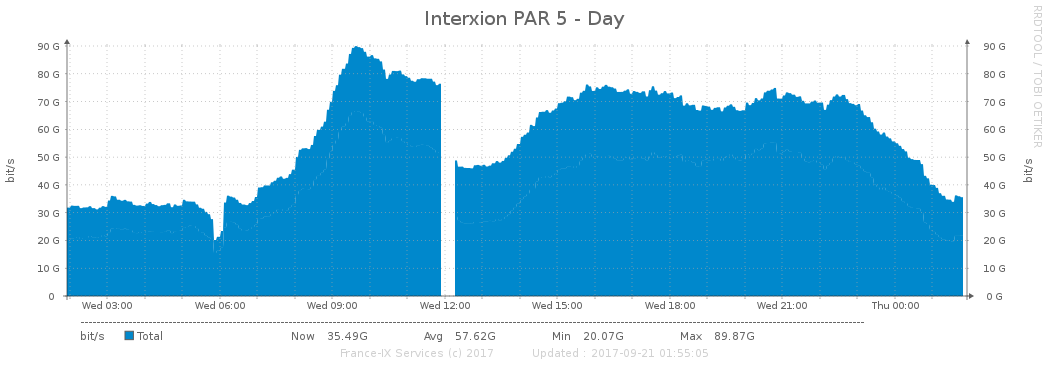 Interxion PAR 5 - Day
RRDTOOL / TOBI OETIKER
90 G 90 G
80 G 80 G
70 G 70 G
60 G 60 G
50 G 50 G
40 G 40 G
30 G 30 G
20 G 20 G
10 G 10 G
0 0 G
bit/s bit/s
Wed 03:00 Wed 06:00 Wed 09:00 Wed 12:00 Wed 15:00 Wed 18:00 Wed 21:00 Thu 00:00
bit/s Total Now 35.49G Avg 57.62G Min 20.07G Max 89.87G
France-IX Services (c) 2017 Updated : 2017-09-21 01:55:05